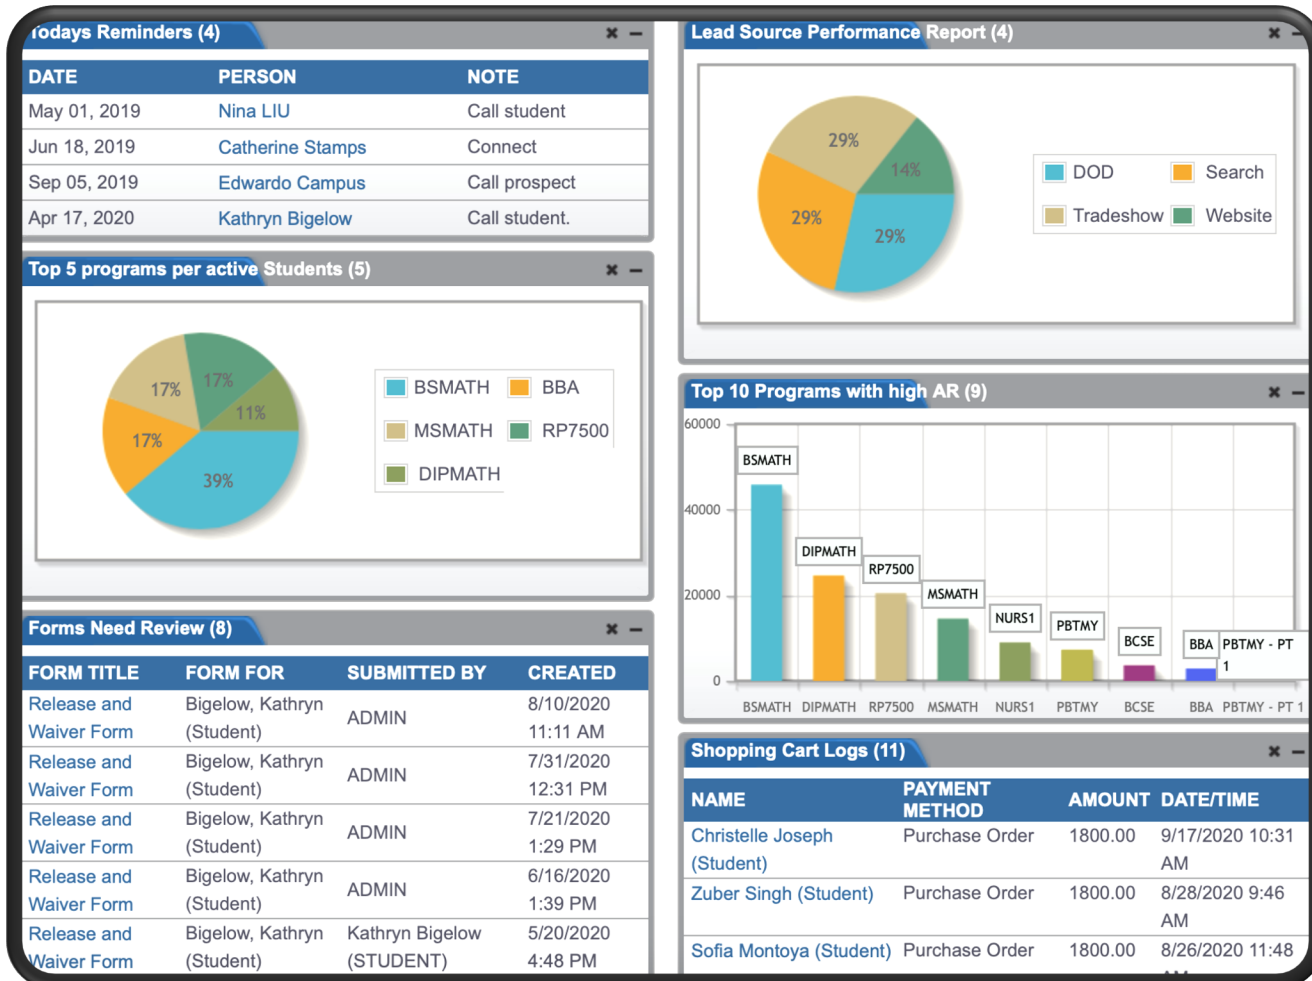 Todays Reminders (4)
DATE PERSON NOTE
May 01, 2019 Nina LIU Call student
Jun 18, 2019 Catherine Stamps Connect
Sep 05, 2019 Edwardo Campus Call prospect
Apr 17, 2020 Kathryn Bigelow Call student.
Top 5 programs per active Students (5)
17%
17%
11%
17%
39%
BSMATH BBA
MSMATH RP7500
DIPMATH
Forms Need Review (8)
FORM TITLE FORM FOR SUBMITTED BY CREATED
Release and Bigelow, Kathryn ADMIN 8/10/2020
Waiver Form (Student) 11:11 AM
Release and Bigelow, Kathryn ADMIN 7/31/2020
Waiver Form (Student) 12:31 PM
Release and Bigelow, Kathryn ADMIN 7/21/2020
Waiver Form (Student) 1:29 PM
Release and Bigelow, Kathryn ADMIN 6/16/2020
Waiver Form (Student) 1:39 PM
Release and Bigelow, Kathryn Kathryn Bigelow 5/20/2020
Waiver Form (Student) (STUDENT) 4:48 PM
Lead Source Performance Report (4)
29%
14%
29%
29%
DOD Search
Tradeshow Website
Top 10 Programs with high AR (9)
60000
BSMATH
40000
DIPMATH
RP7500
20000
MSMATH
NURS1
PBTMY
BCSE
BBA PBTMY - PT
1
0
BSMATH DIPMATH RP7500 MSMATH NURS1 PBTMY BCSE BBA PBTMY - PT 1
Shopping Cart Logs (11)
NAME PAYMENT METHOD AMOUNT DATE/TIME
Christelle Joseph Purchase Order 1800.00 9/17/2020 10:31
(Student) AM
Zuber Singh (Student) Purchase Order 1800.00 8/28/2020 9:46
AM
Sofia Montoya (Student) Purchase Order 1800.00 8/26/2020 11:48